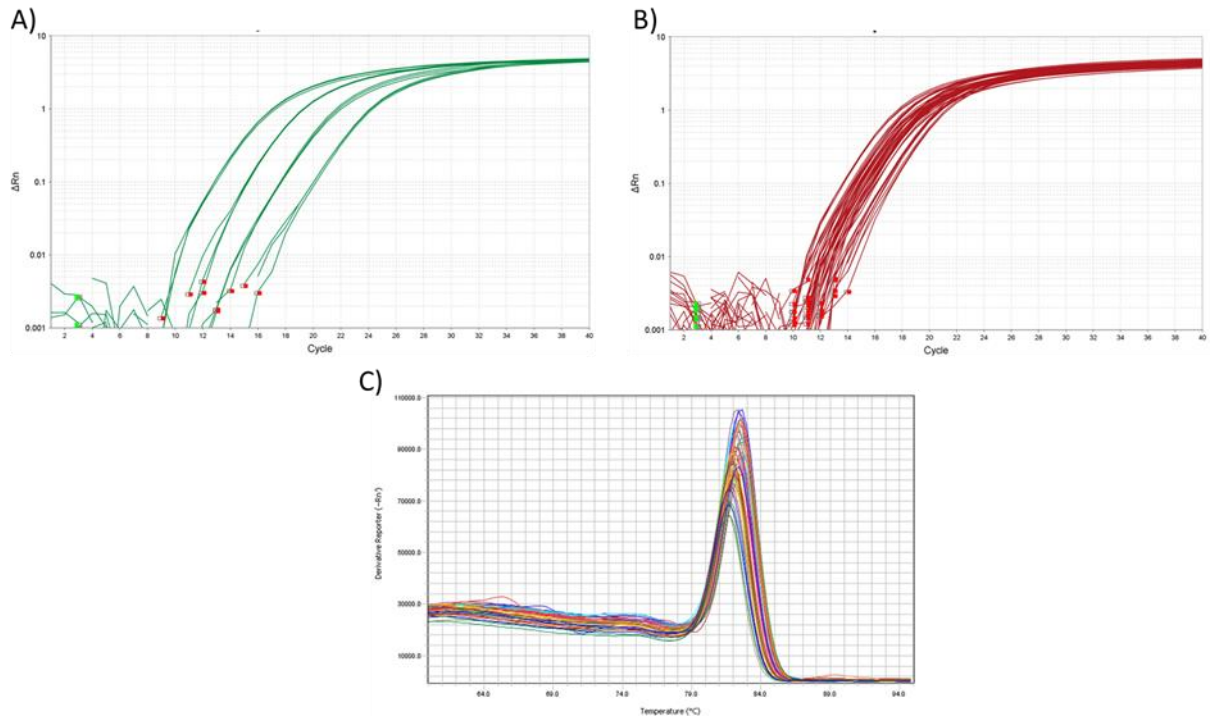 A)
10
1
0.1
0.01
0.001
ΔRn
2 4 6 8 10 12 14 16 18 20 22 24 26 28 30 32 34 36 38 40
Cycle
B)
10
1
0.1
0.01
0.001
ΔRn
2 4 6 8 10 12 14 16 18 20 22 24 26 28 30 32 34 36 38 40
Cycle
C)
110000.0
90000.0
70000.0
50000.0
30000.0
10000.0
Derivative Reporter (-Rn')
64.0 69.0 74.0 79.0 84.0 89.0 94.0
Temperature (°C)